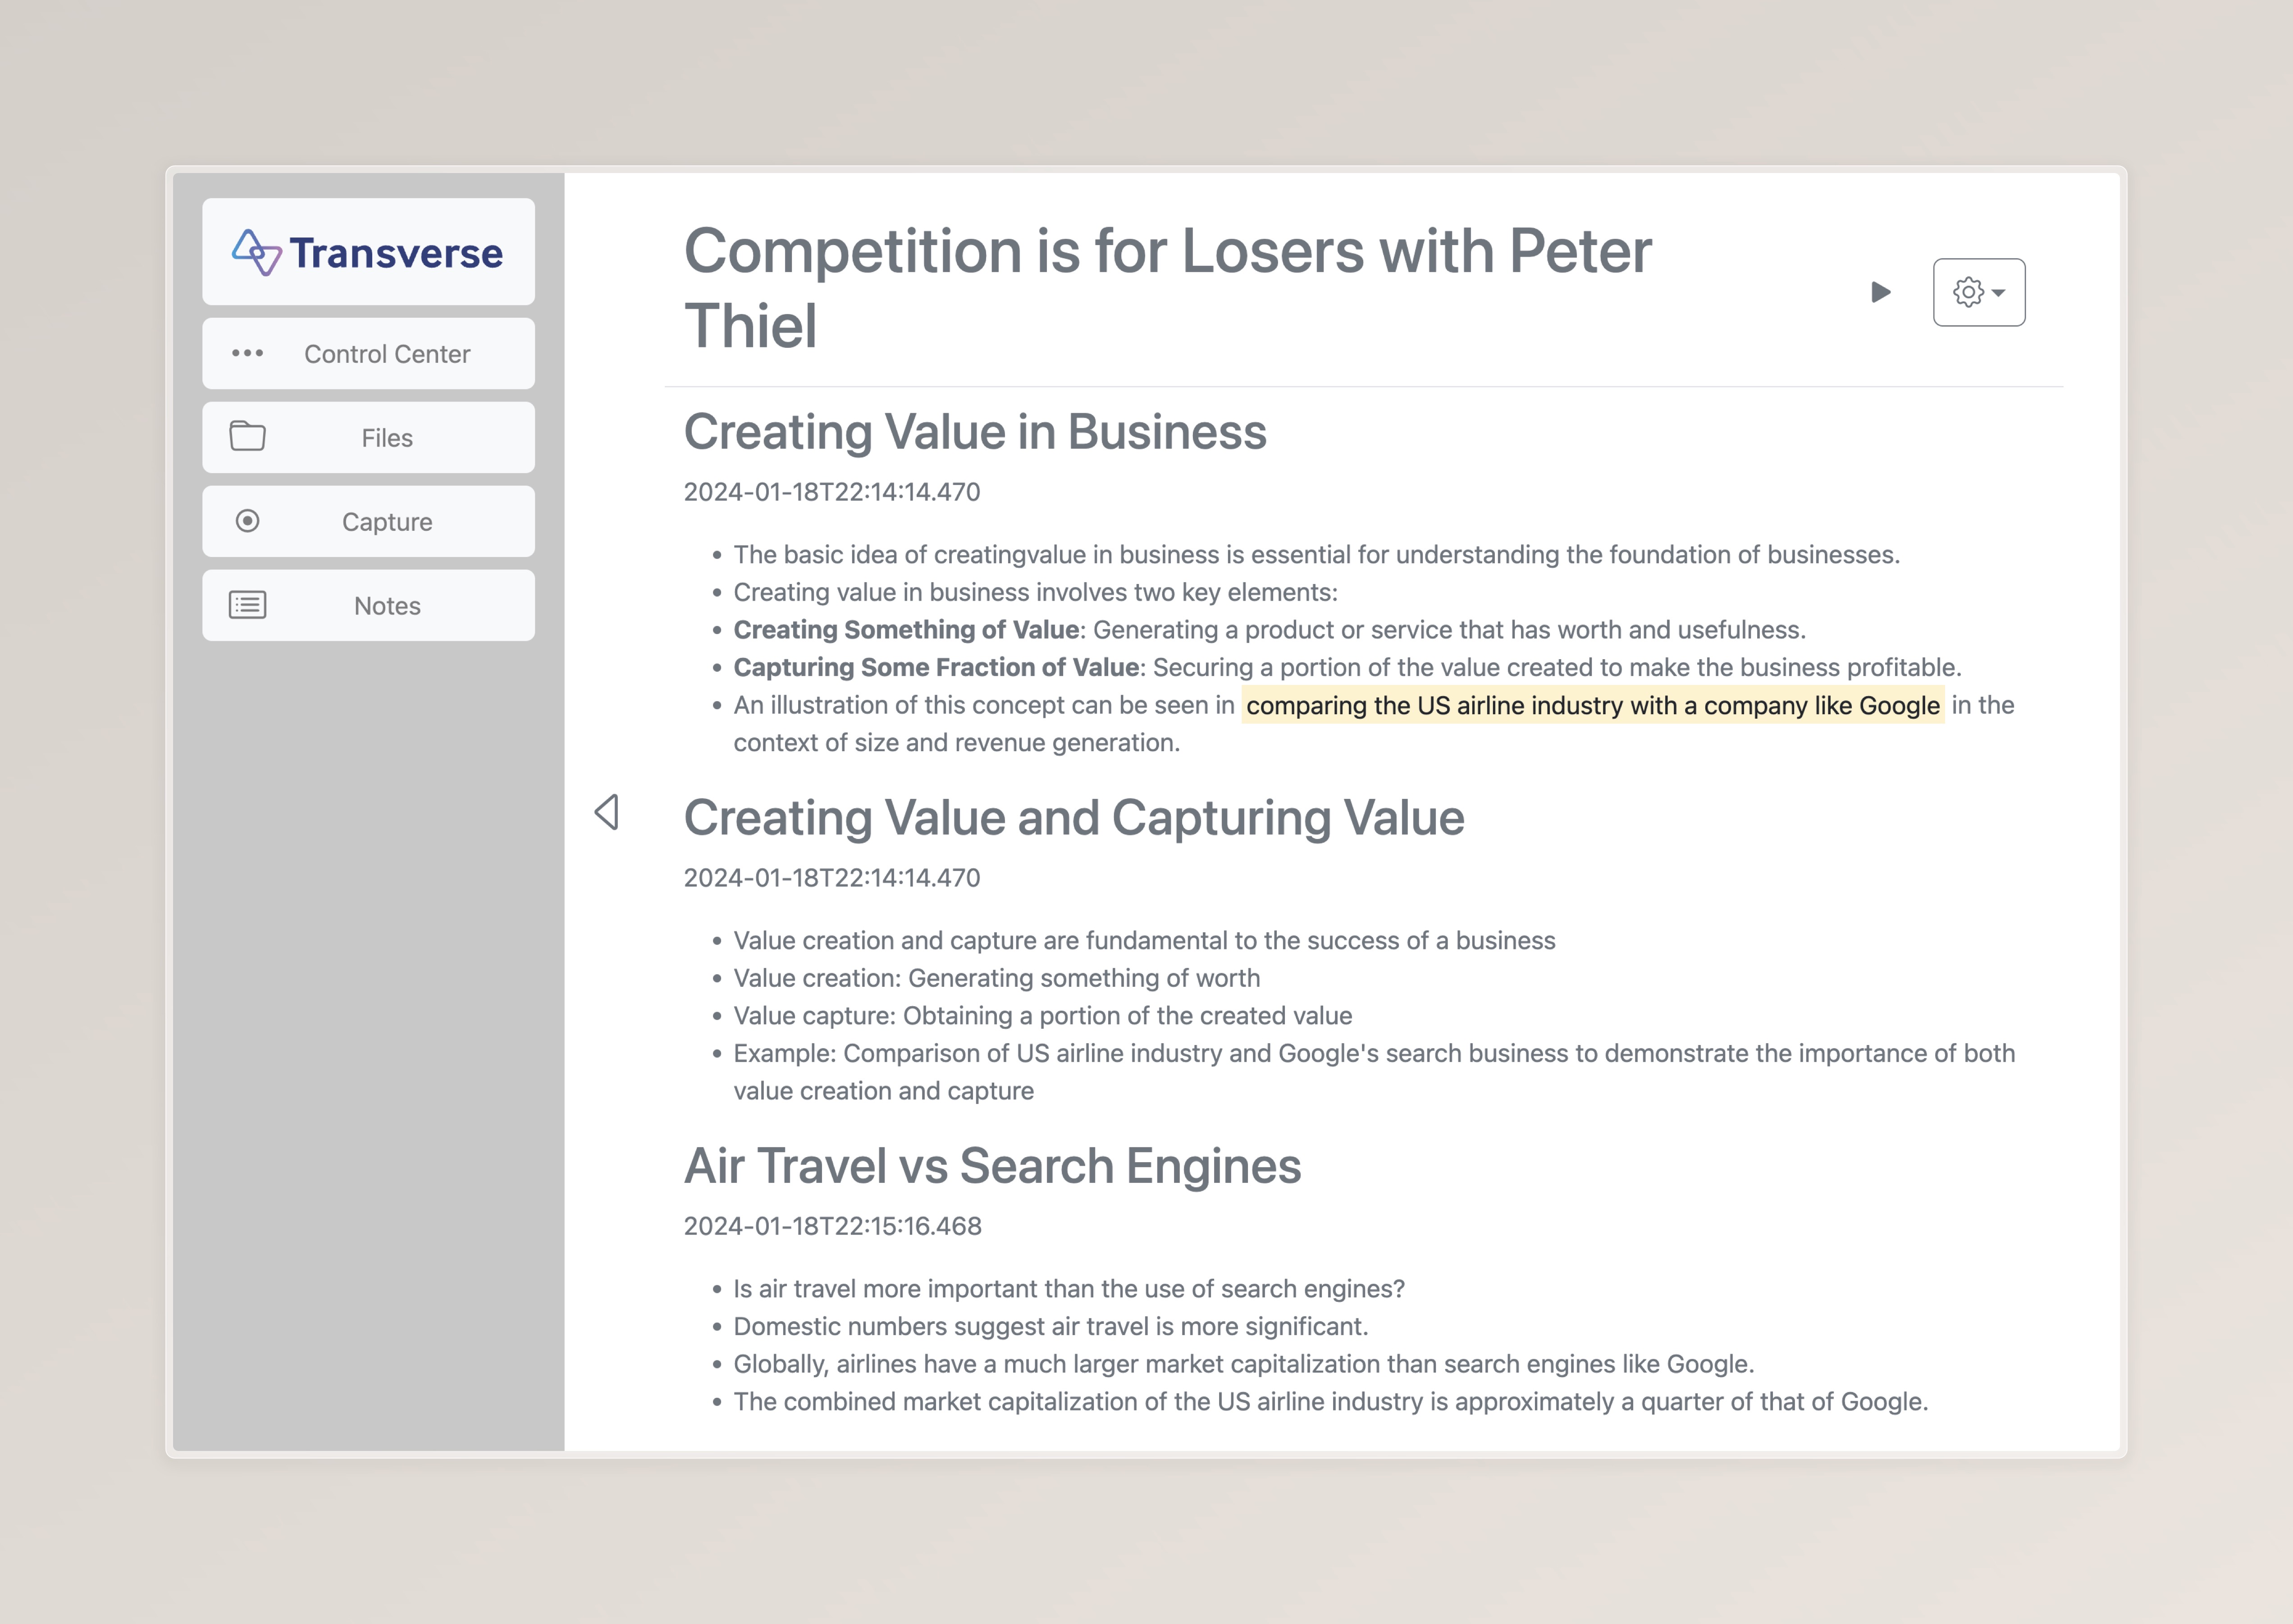 Transverse
Control Center
Files
Capture
Notes
Competition is for Losers with Peter
Thiel
Creating Value in Business
2024-01-18T22:14:14.470
• The basic idea of creatingvalue in business is essential for understanding the foundation of businesses.
• Creating value in business involves two key elements:
• Creating Something of Value: Generating a product or service that has worth and usefulness.
• Capturing Some Fraction of Value: Securing a portion of the value created to make the business profitable.
• An illustration of this concept can be seen in comparing the US airline industry with a company like Google in the
context of size and revenue generation.
Creating Value and Capturing Value
2024-01-18T22:14:14.470
• Value creation and capture are fundamental to the success of a business
• Value creation: Generating something of worth
• Value capture: Obtaining a portion of the created value
• Example: Comparison of US airline industry and Google's search business to demonstrate the importance of both
value creation and capture
Air Travel vs Search Engines
2024-01-18T22:15:16.468
• Is air travel more important than the use of search engines?
• Domestic numbers suggest air travel is more significant.
• Globally, airlines have a much larger market capitalization than search engines like Google.
• The combined market capitalization of the US airline industry is approximately a quarter of that of Google.